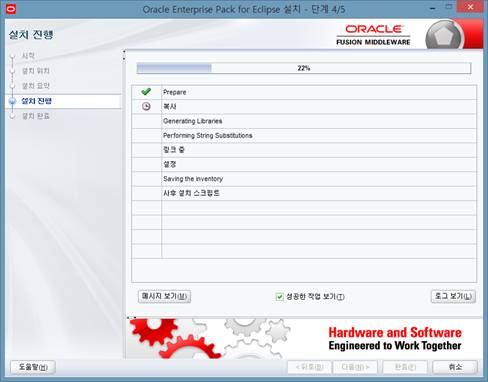 Oracle Enterprise Pack for Eclipse 설치 - 단계 4/5
설치 진행
ORACLE
FUSION MIDDLEWARE
시작
설치 위치
설치 요약
설치 진행
설치 완료
22%
Prepare
복사
Generating Libraries
Performing String Substitutions
링크 중
설정
Saving the inventory
사후 설치 스크립트
메시지 보기(M)
성공한 작업 보기(T)
로그 보기(L)
Hardware and Software
Engineered to Work Together
도움말(H)
< 뒤로(B)
다음(N) >
완료(F)
취소